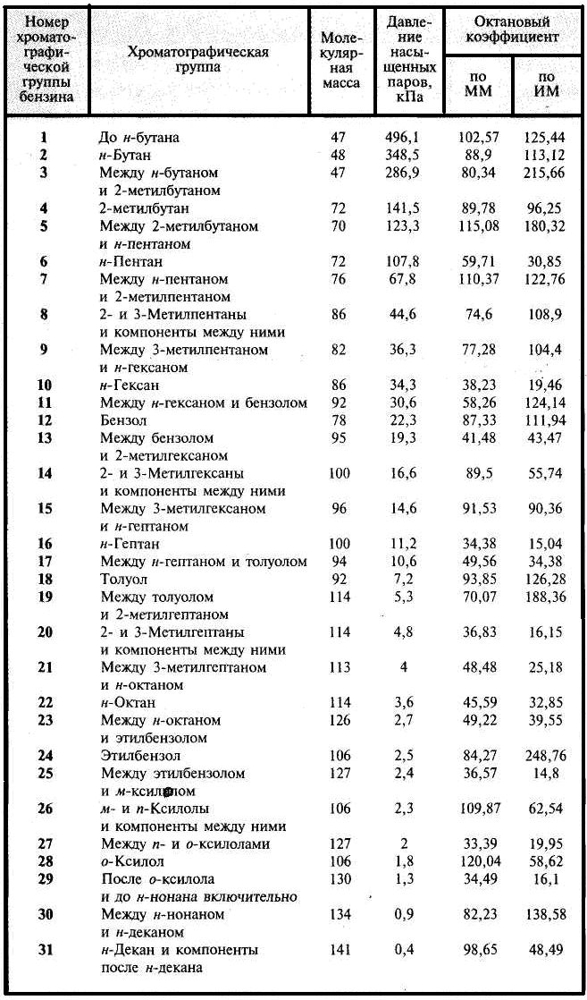 Номер хромато-графи-ческой группы бензина | Хроматографическая группа | Моле-куляр-ная масса | Давле-ние насы-щенных паров, кПа | Октановый коэффициент
по ММ | по ИМ
1 До н-бутана 47 496,1 102,57 125,44
2 н-Бутан 48 348,5 88,9 113,12
3 Между н-бутаном 47 286,9 80,34 215,66
и 2-метилбутаном
4 2-метилбутан 72 141,5 89,78 96,25
5 Между 2-метилбутаном 70 123,3 115,08 180,32
и н-пентаном
6 н-Пентан 72 107,8 59,71 30,85
7 Между н-пентаном 76 67,8 110,37 122,76
и 2-метилпентаном
8 2- и 3-Метилпентаны 86 44,6 74,6 108,9
и компоненты между ними
9 Между 3-метилпентаном 82 36,3 77,28 104,4
и н-гексаном
10 н-Гексан 86 34,3 38,23 19,46
11 Между н-гексаном и бензолом 92 30,6 58,26 124,14
12 Бензол 78 22,3 87,33 111,94
13 Между бензолом 95 19,3 41,48 43,47
и 2-метилгексаном
14 2- и 3-Метилгексаны 100 16,6 89,5 55,74
и компоненты между ними
15 Между 3-метилгексаном 96 14,6 91,53 90,36
и н-гептаном
16 н-Гептан 100 11,2 34,38 15,04
17 Между н-гептаном и толуолом 94 10,6 49,56 34,38
18 Толуол 92 7,2 93,85 126,28
19 Между толуолом 114 5,3 70,07 188,36
и 2-метилгептаном
20 2- и 3-Метилгептаны 114 4,8 36,83 16,15
и компоненты между ними
21 Между 3-метилгептаном 113 4 48,48 25,18
и н-октаном
22 н-Октан 114 3,6 45,59 32,85
23 Между н-октаном 126 2,7 49,22 39,55
и этилбензолом
24 Этилбензол 106 2,5 84,27 248,76
25 Между этилбензолом 127 2,4 36,57 14,8
и м-ксилолом
26 м- и п-Ксилолы 106 2,3 109,87 62,54
и компоненты между ними
27 Между п- и о-ксилолами 127 2 33,39 19,95
28 о-Ксилол 106 1,8 120,04 58,62
29 После о-ксилола 130 1,3 34,49 16,1
и до н-нонана включительно
30 Между н-нонаном 134 0,9 82,23 138,58
и н-деканом
31 н-Декан и компоненты 141 0,4 98,65 48,49
после н-декана